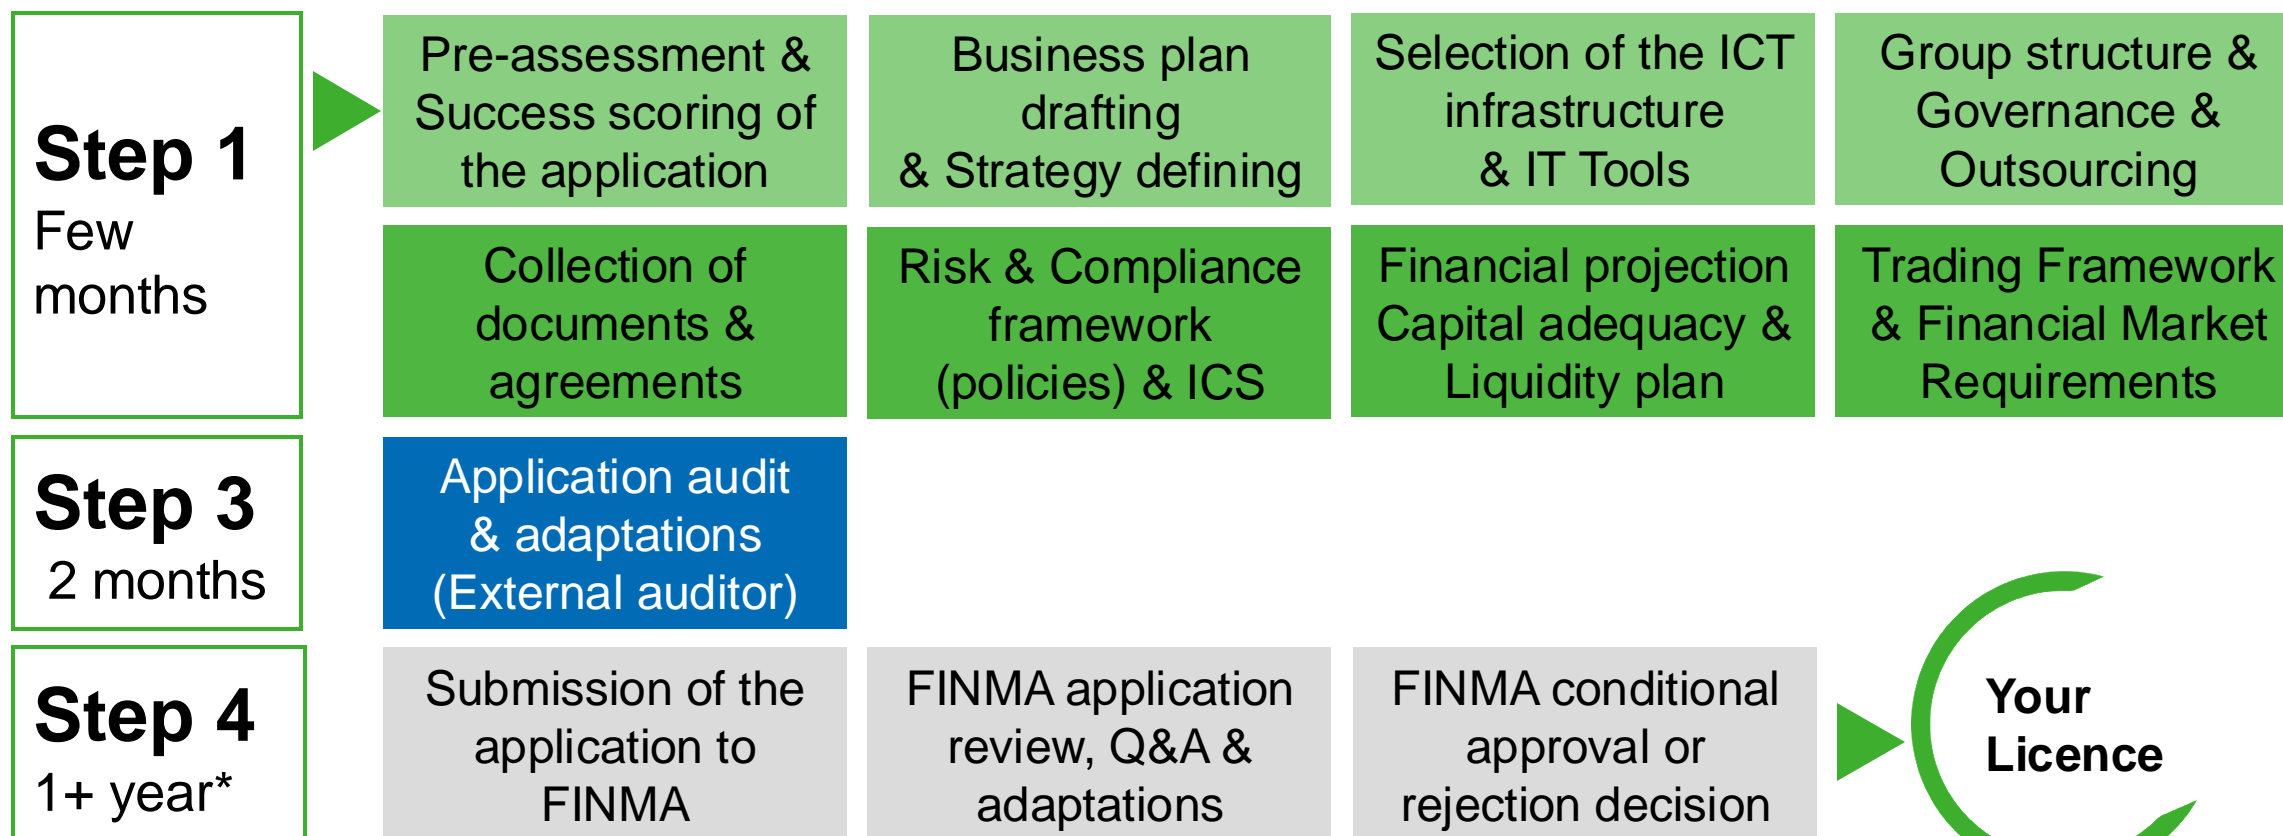 Step 1
Few
months
Pre-assessment &
Success scoring of
the application
Business plan
drafting
& Strategy defining
Selection of the ICT
infrastructure
& IT Tools
Group structure &
Governance &
Outsourcing
Collection of
documents &
agreements
Risk & Compliance
framework
(policies) & ICS
Financial projection
Capital adequacy &
Liquidity plan
Trading Framework
& Financial Market
Requirements
Step 3
2 months
Application audit
& adaptations
(External auditor)
Step 4
1+ year*
Submission of the
application to
FINMA
FINMA application
review, Q&A &
adaptations
FINMA conditional
approval or
rejection decision
Your
Licence